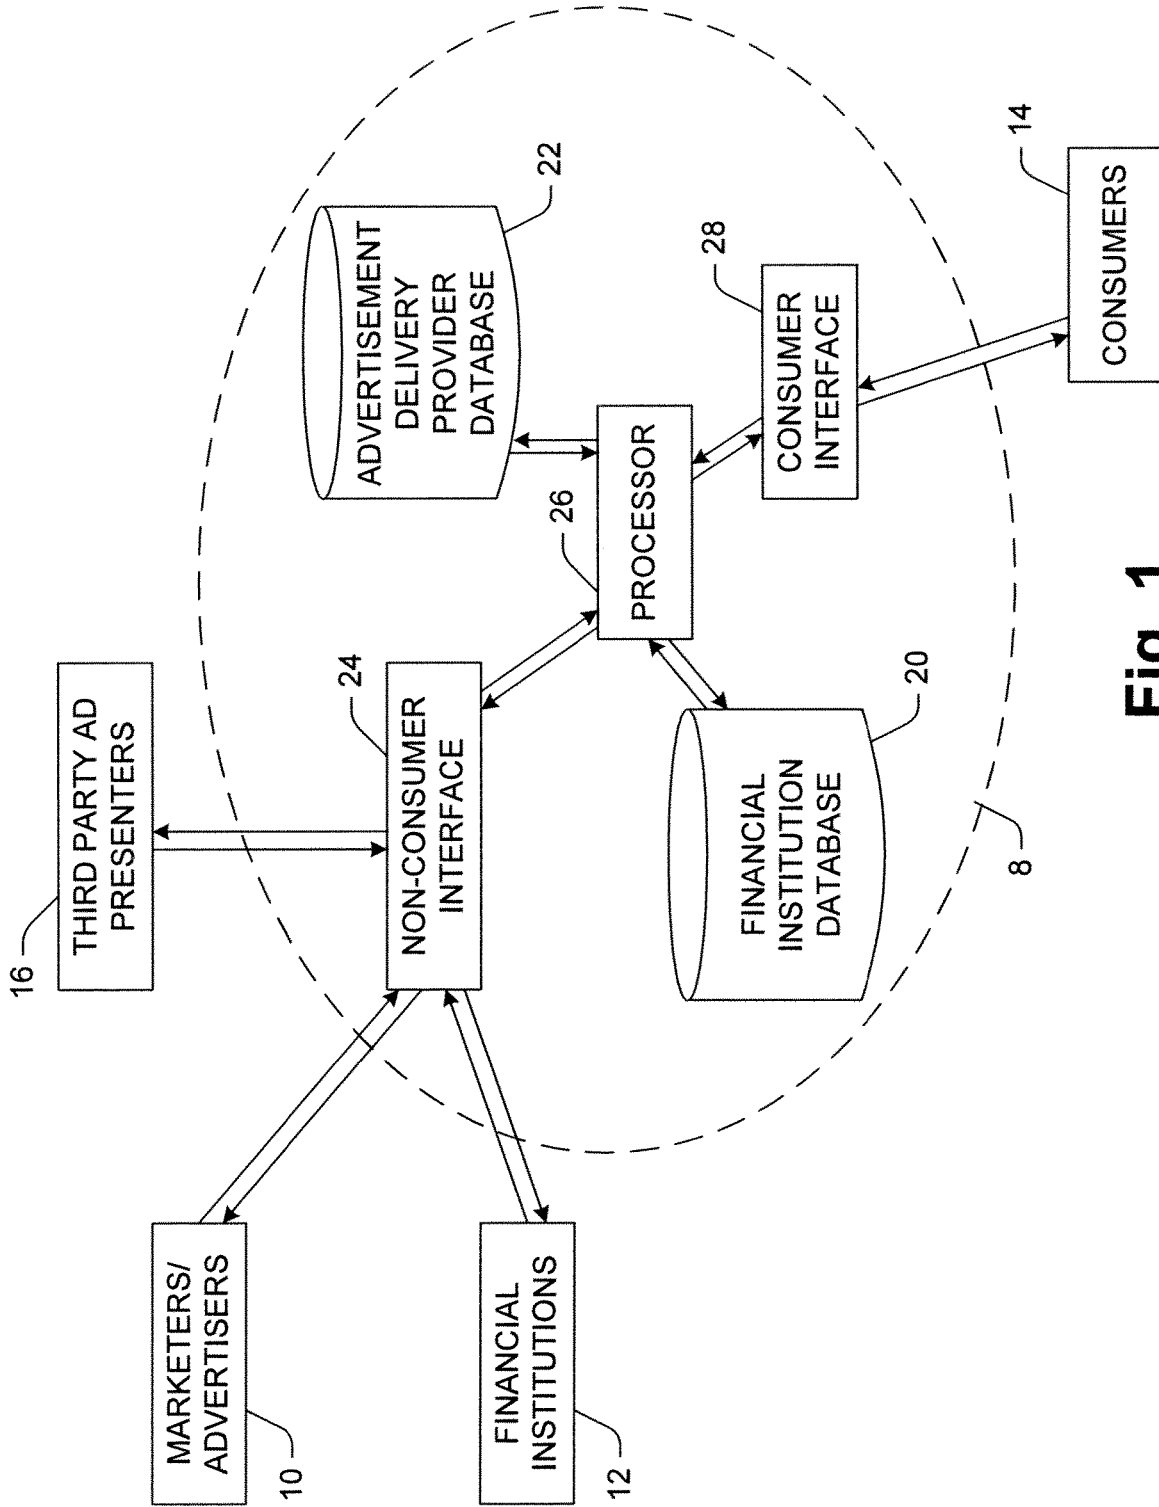 16
THIRD PARTY AD
PRESENTERS
10
MARKETERS/
ADVERTISERS
24
NON-CONSUMER
INTERFACE
22
ADVERTISEMENT
DELIVERY
PROVIDER
DATABASE
12
FINANCIAL
INSTITUTIONS
26
PROCESSOR
20
FINANCIAL
INSTITUTION
DATABASE
28
CONSUMER
INTERFACE
8
14
CONSUMERS
Fig. 1